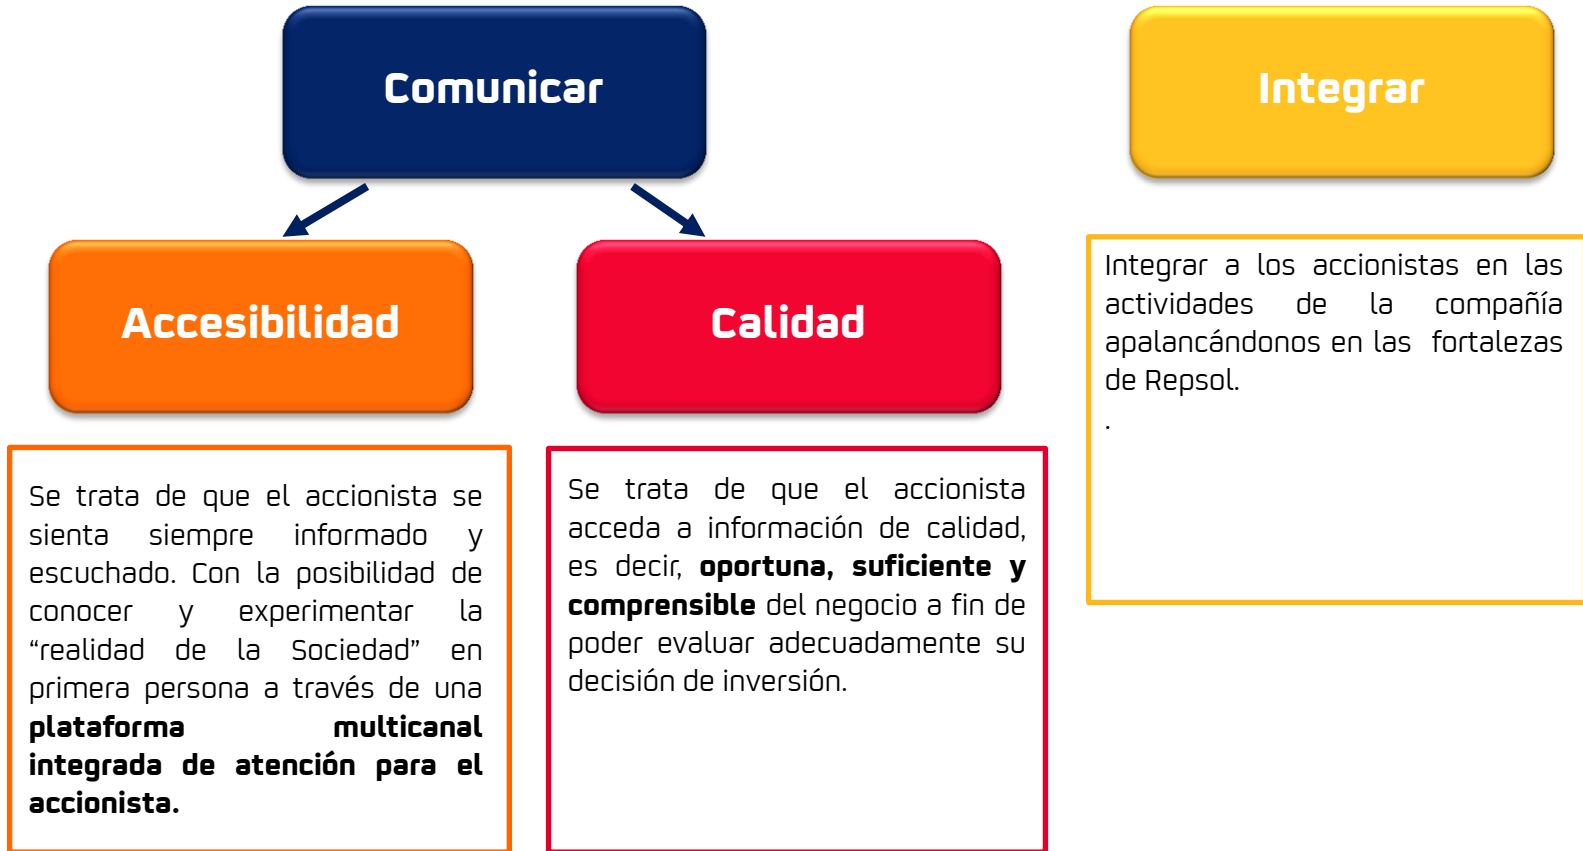 Comunicar
Integrar
Accesibilidad
Calidad
Se trata de que el accionista se
sienta siempre informado y
escuchado. Con la posibilidad de
conocer y experimentar la
“realidad de la Sociedad” en
primera persona a través de una
plataforma multicanal
integrada de atención para el
accionista.
Se trata de que el accionista
acceda a información de calidad,
es decir, oportuna, suficiente y
comprensible del negocio a fin de
poder evaluar adecuadamente su
decisión de inversión.
Integrar a los accionistas en las
actividades de la compañía
apalancándonos en las fortalezas
de Repsol.
.